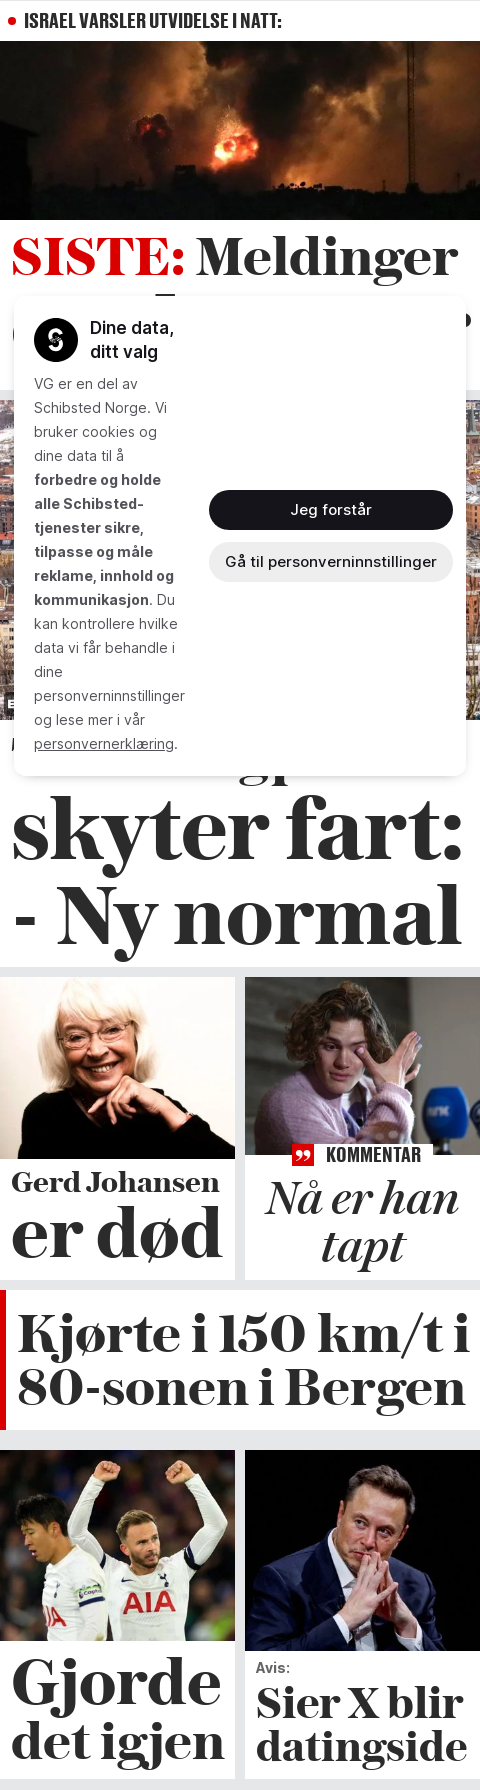 ISRAEL VARSLER UTVIDELSE I NATT:
SISTE: Meldinger
Dine data,
ditt valg
VG er en del av
Schibsted Norge. Vi
bruker cookies og
dine data til å
forbedre og holde
alle Schibsted-
tjenester sikre,
tilpasse og måle
reklame, innhold og
kommunikasjon. Du
kan kontrollere hvilke
data vi får behandle i
dine
personverninnstillinger
og lese mer i vår
personvernerklæring.
Jeg forstår
Gå til personverninnstillinger
skyter fart:
- Ny normal
Gerd Johansen
er død
NRK
KOMMENTAR
Nå er han
tapt
Kjørte i 150 km/t i
80-sonen i Bergen
AIA
Gjorde
det igjen
Avis:
Sier X blir
datingside